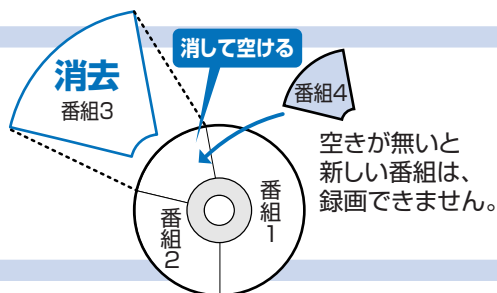 消去
番組3
消して空ける
番組4
空きが無いと
新しい番組は、
録画できません。
番組1
番組2